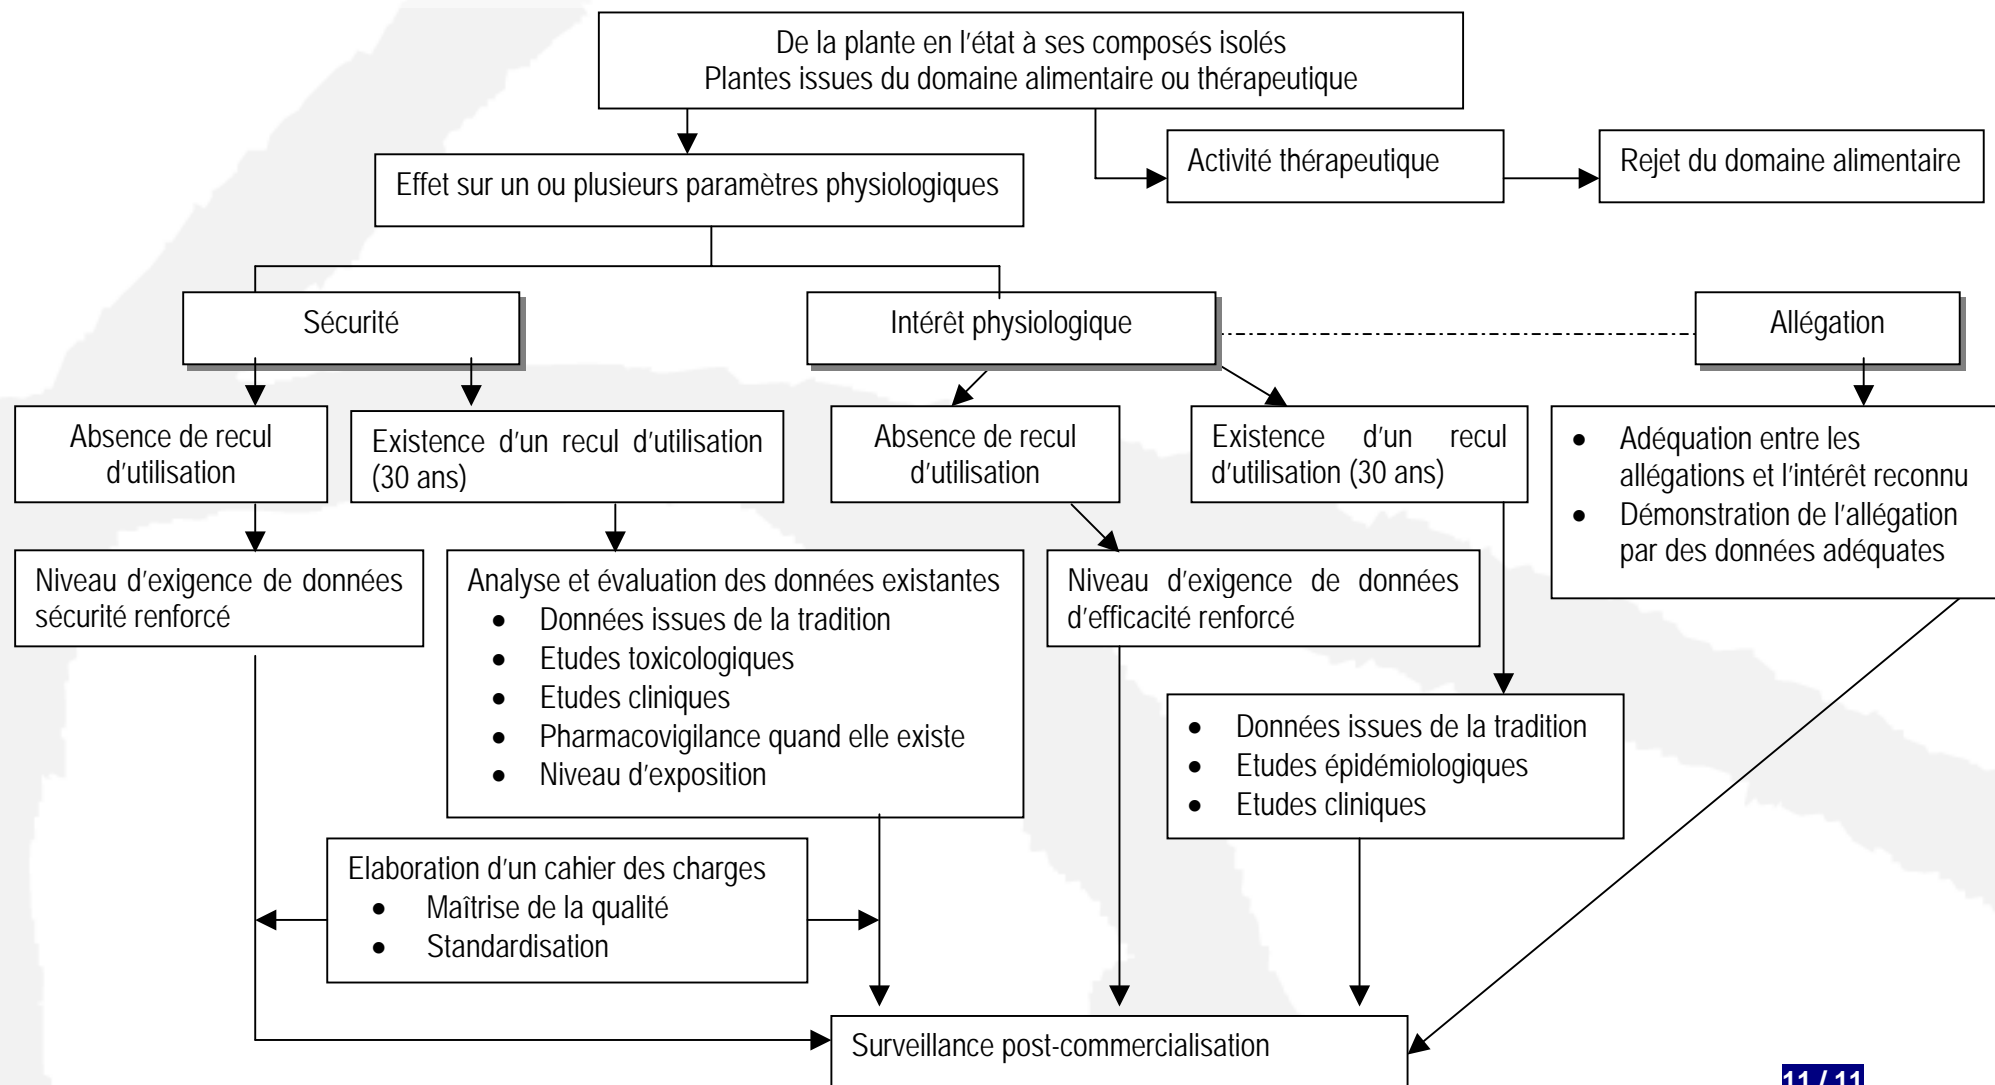 De la plante en l'état à ses composés isolés
Plantes issues du domaine alimentaire ou thérapeutique
Activité thérapeutique
Rejet du domaine alimentaire
Effet sur un ou plusieurs paramètres physiologiques
Sécurité
Intérêt physiologique
Allégation
Absence de recul
d'utilisation
Existence d'un recul d'utilisation
(30 ans)
Absence de recul
d'utilisation
Existence d'un recul
d'utilisation (30 ans)
• Adéquation entre les
allégations et l'intérêt reconnu
• Démonstration de l'allégation
par des données adéquates
Niveau d'exigence de données
sécurité renforcé
Analyse et évaluation des données existantes
• Données issues de la tradition
• Etudes toxicologiques
• Etudes cliniques
• Pharmacovigilance quand elle existe
• Niveau d'exposition
Niveau d'exigence de données
d'efficacité renforcé
• Données issues de la tradition
• Etudes épidémiologiques
• Etudes cliniques
Elaboration d'un cahier des charges
• Maîtrise de la qualité
• Standardisation
Surveillance post-commercialisation
11 / 11